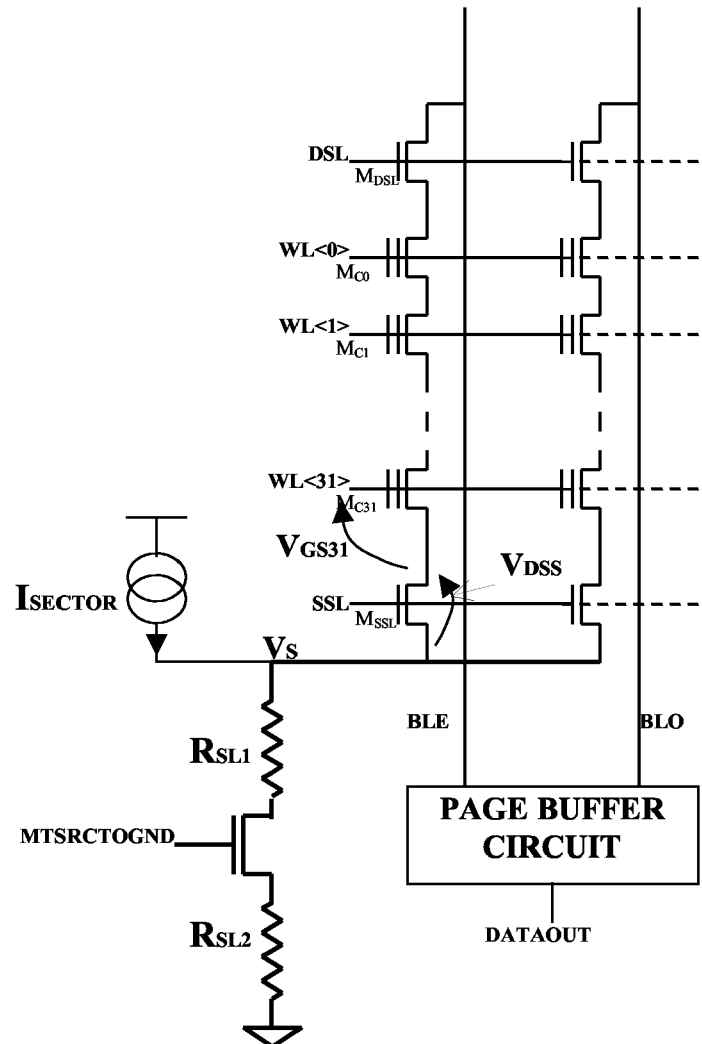 DSL
MDSL
WL<0>
MC0
WL<1>
MC1
WL<31>
MC31
VGS31
VDSS
ISECTOR
SSL
MSSL
VS
BLE
BLO
RSL1
PAGE BUFFER
CIRCUIT
MTSRCTOGND
RSL2
DATAOUT